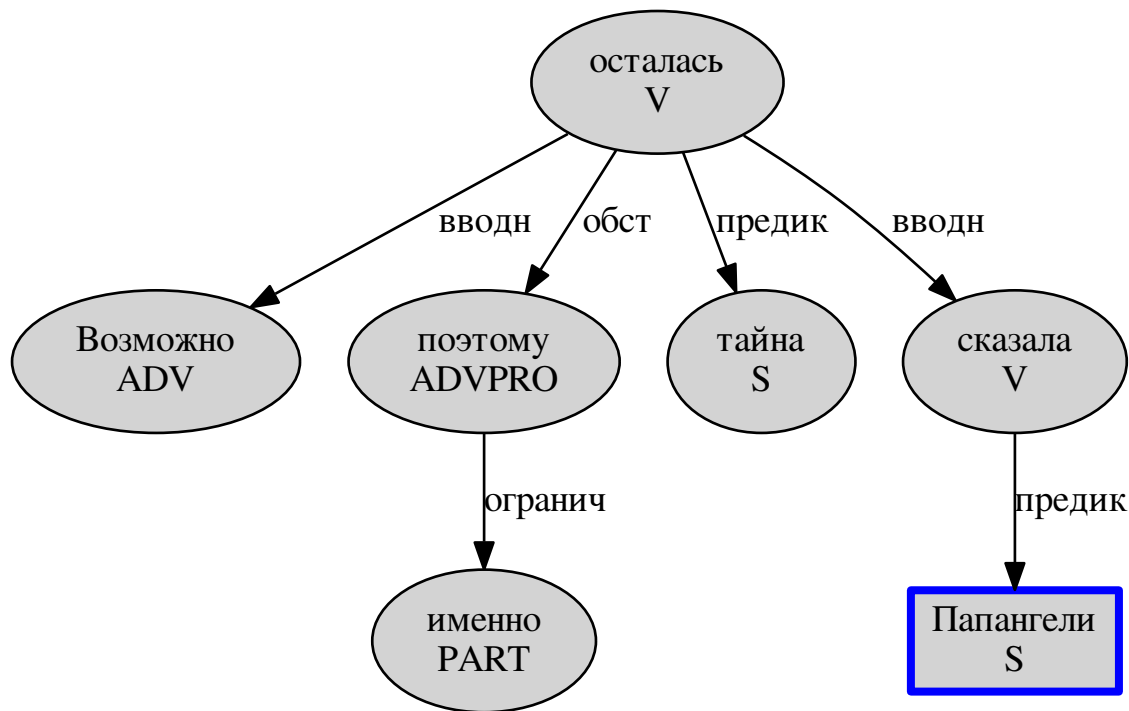 осталась
V
вводн обст предик вводн
Возможно
ADV
поэтому
ADVPRO
тайна
S
сказала
V
огранич
предик
именно
PART
Папангели
S